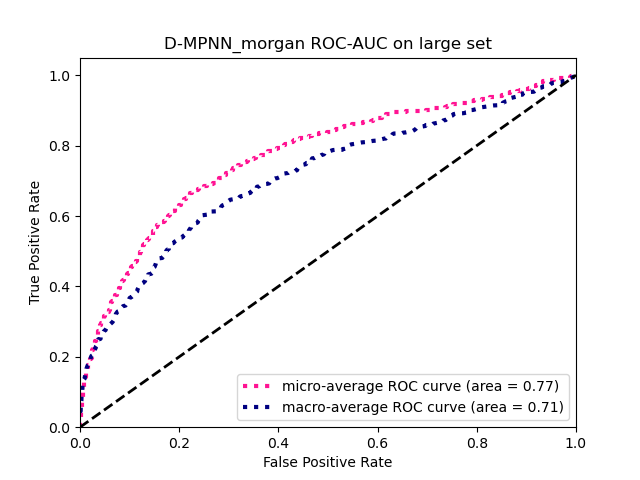 D-MPNN_morgan ROC-AUC on large set
True Positive Rate
1.0
0.8
0.6
0.4
0.2
0.0
micro-average ROC curve (area = 0.77)
macro-average ROC curve (area = 0.71)
0.0 0.2 0.4 0.6 0.8 1.0
False Positive Rate